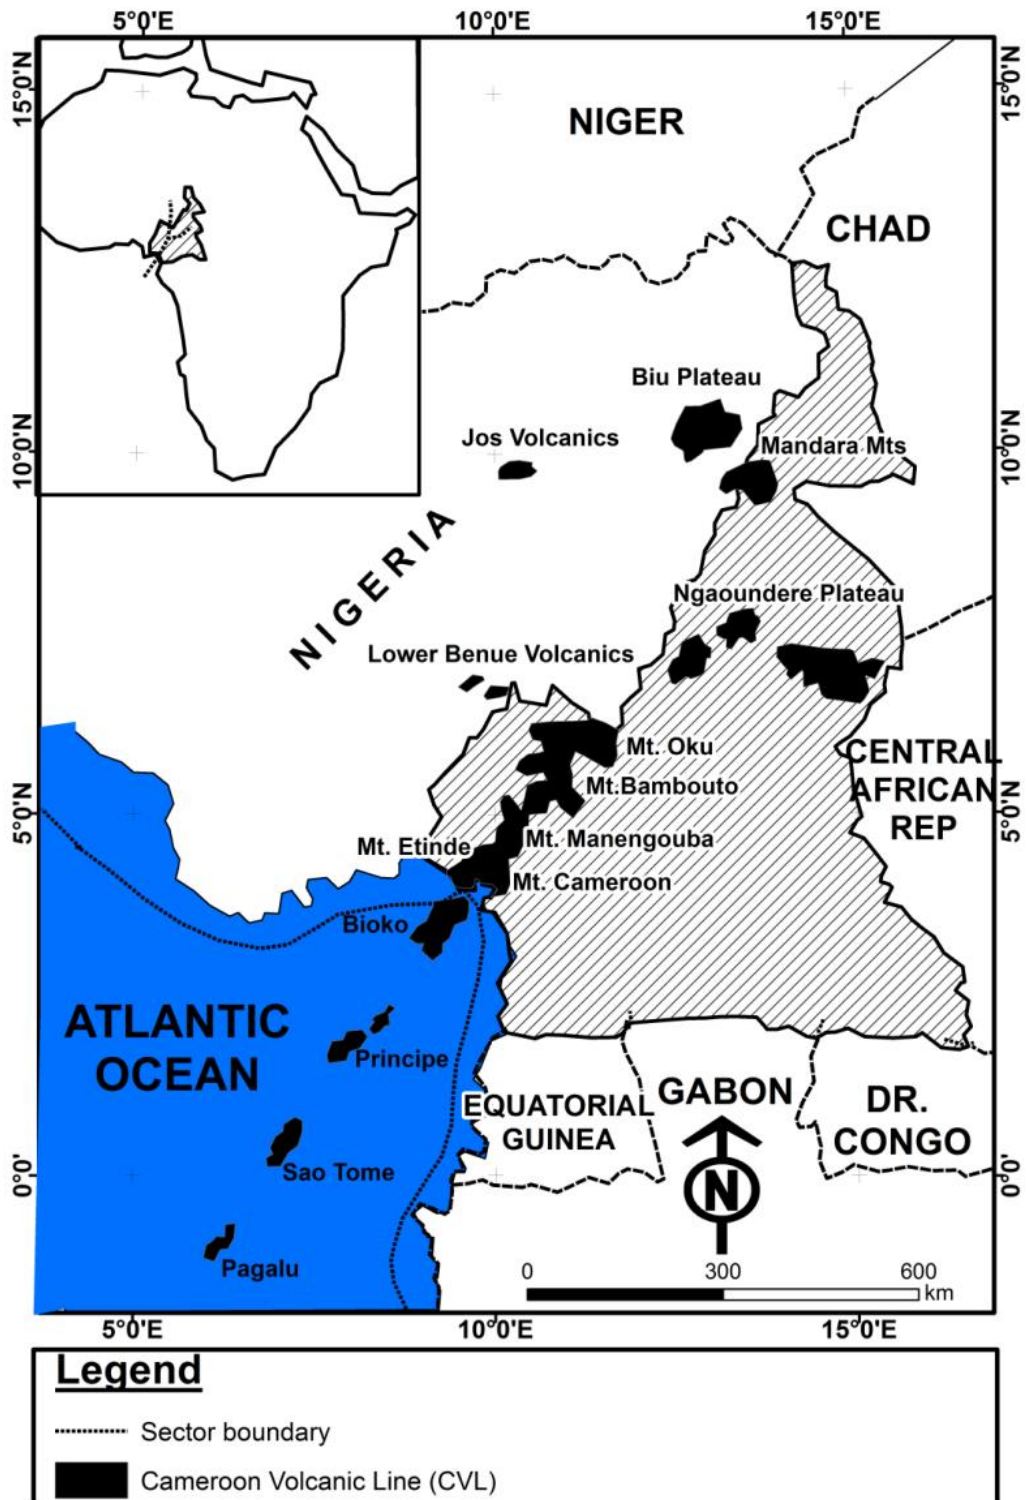 5°0'E 10°0'E 15°0'E
15°0'N 15°0'N
NIGER
CHAD
Biu Plateau
Jos Volcanics
Mandara Mts
10°0'N 10°0'N
NIGERIA
Ngaoundere Plateau
Lower Benue Volcanics
Mt. Oku
CENTRAL
AFRICAN
REP
Mt.Bambouto
5°0'N 5°0'N
Mt. Manengouba
Mt. Etinde
Mt. Cameroon
Bioko
ATLANTIC
OCEAN
Principe
EQUATORIAL
GUINEA
GABON
DR.
CONGO
Sao Tome
0°0' 0°0'
N
Pagalu
0 300 600
km
5°0'E 10°0'E 15°0'E
Legend
Sector boundary
Cameroon Volcanic Line (CVL)